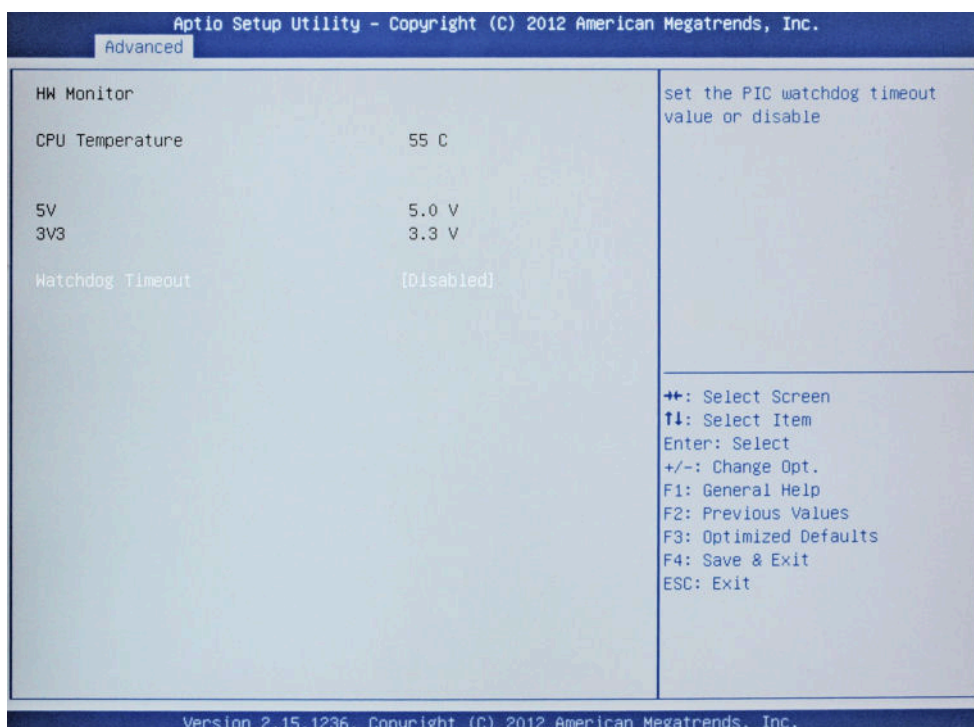 Aptio Setup Utility - Copyright (C) 2012 American Megatrends, Inc.
Advanced
HW Monitor
CPU Temperature 55 C
5V 5.0 V
3V3 3.3 V
Watchdog Timeout [Disabled]
set the PIC watchdog timeout
value or disable
→←: Select Screen
↑↓: Select Item
Enter: Select
+/-: Change Opt.
F1: General Help
F2: Previous Values
F3: Optimized Defaults
F4: Save & Exit
ESC: Exit
Version 2.15.1236. Copyright (C) 2012 American Megatrends, Inc.